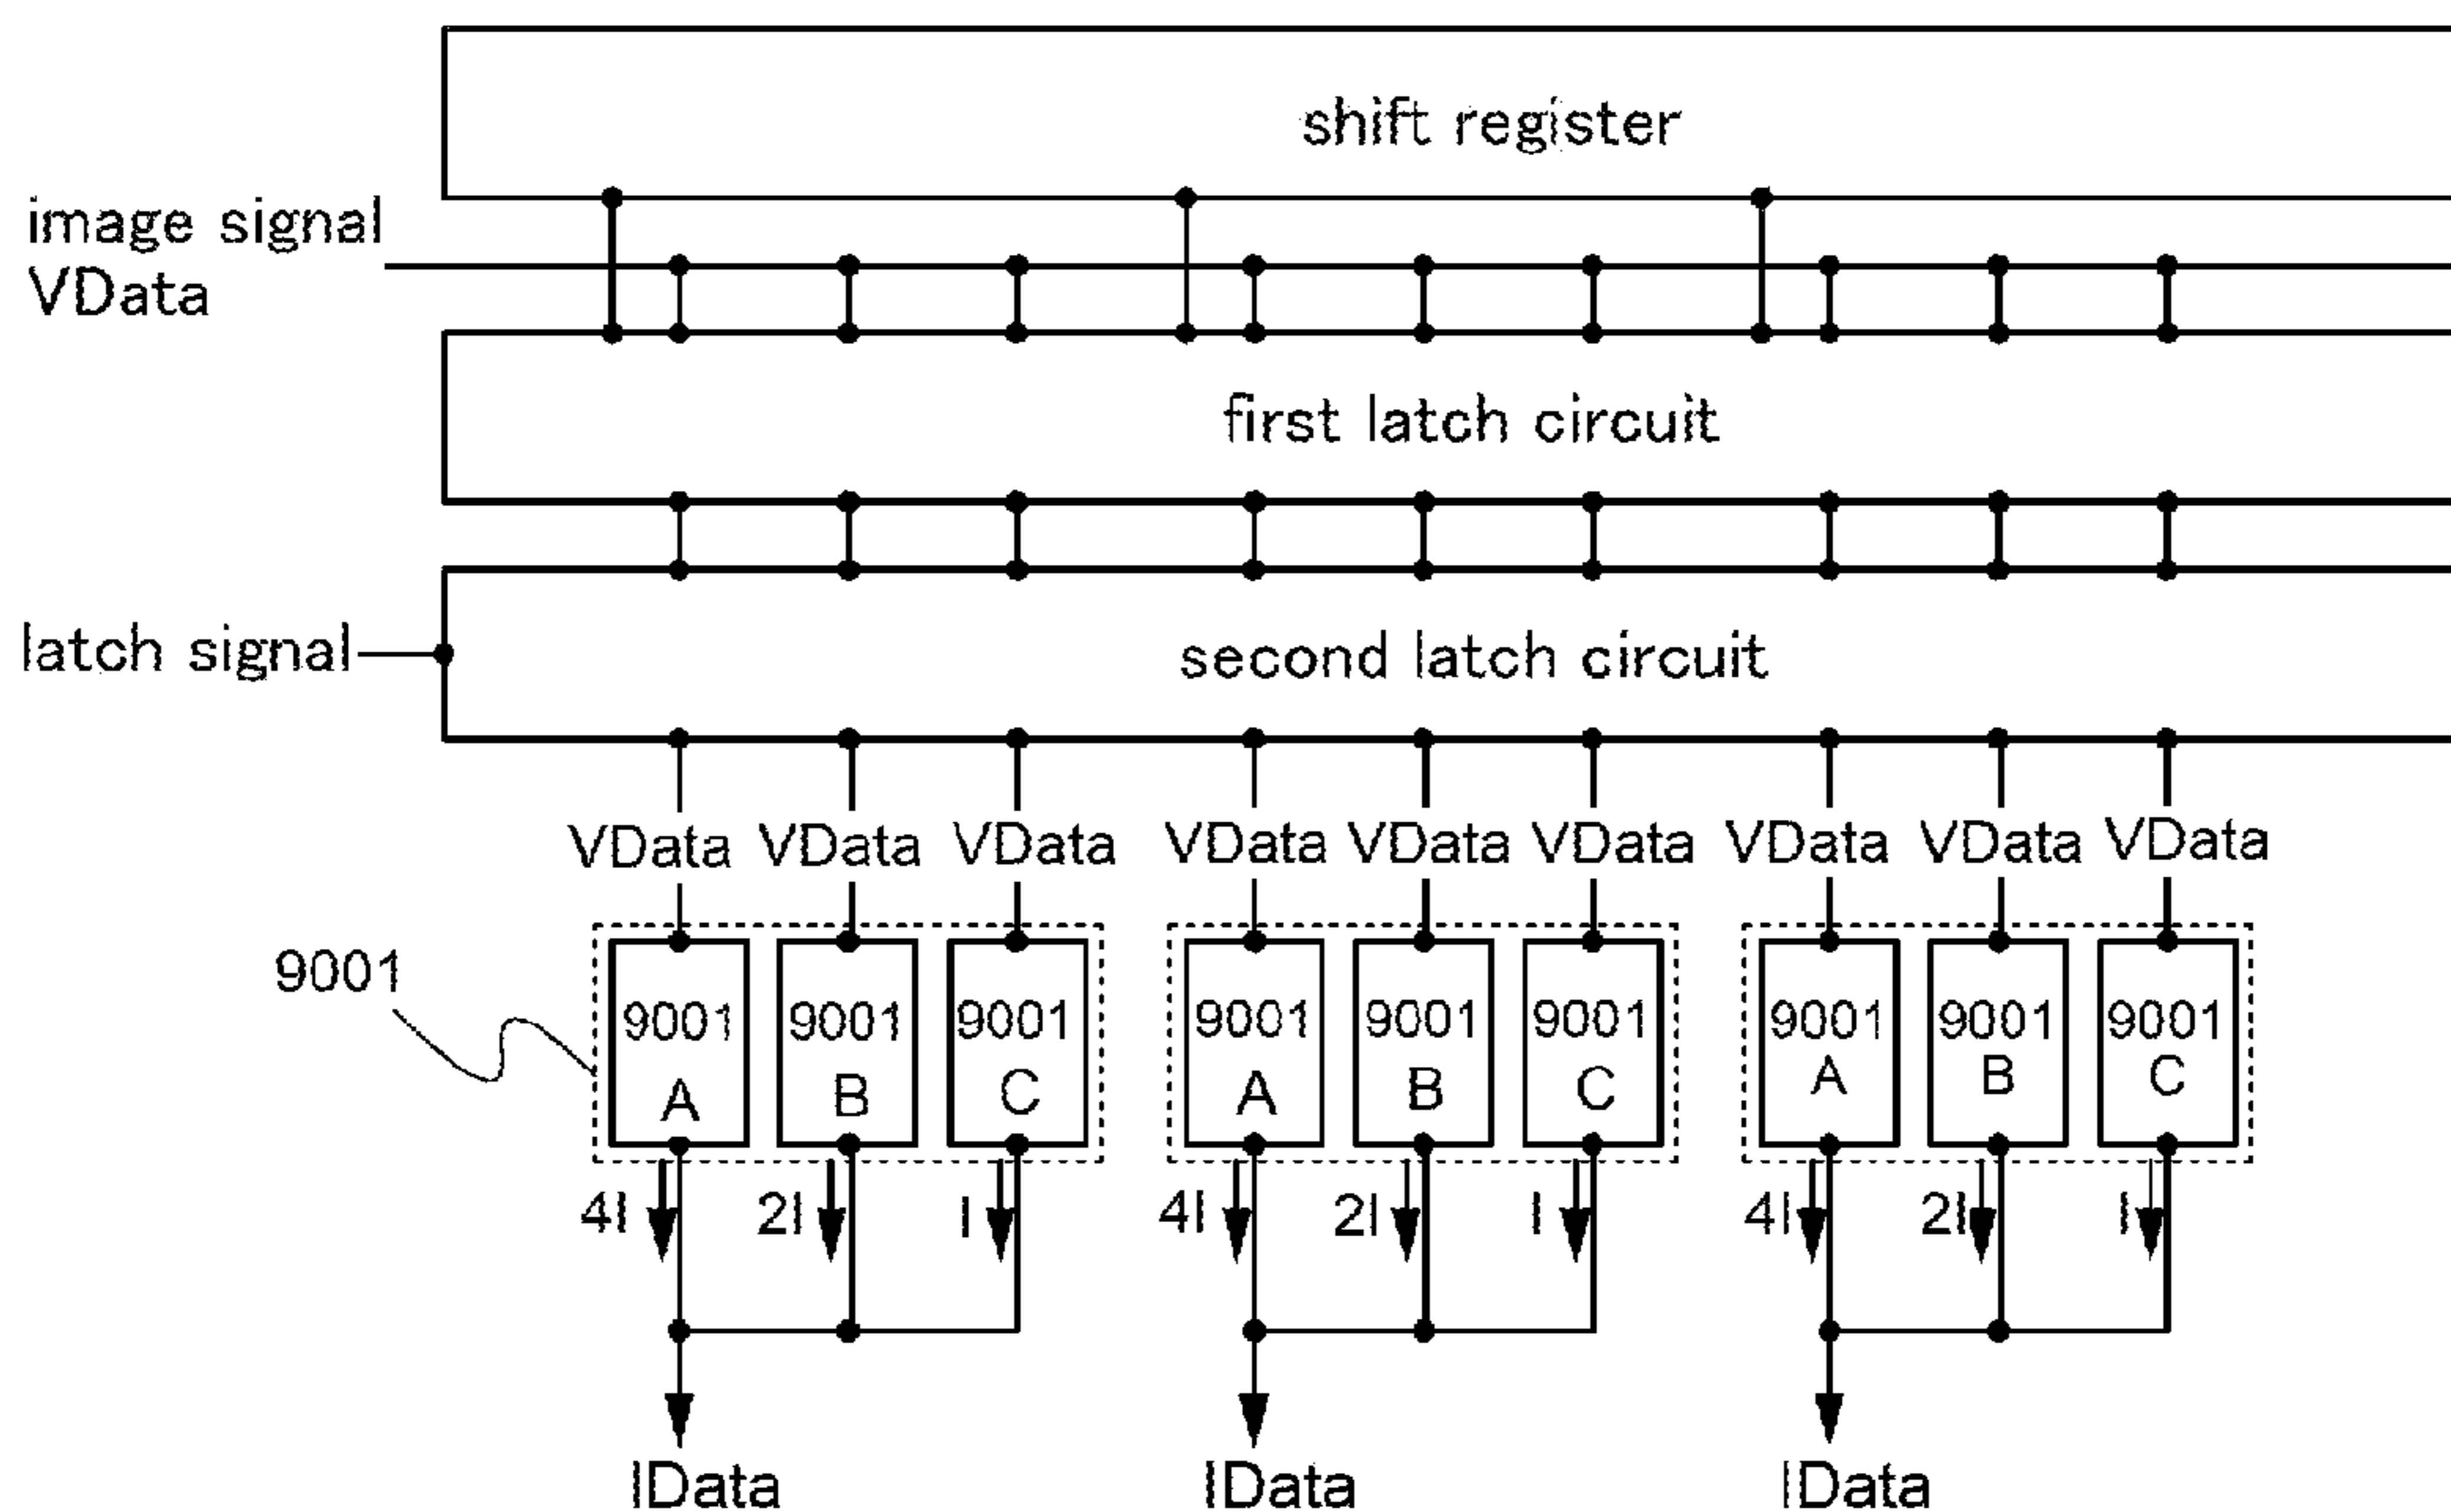 shift register
image signal
VData
first latch circuit
latch signal
second latch circuit
VData VData VData VData VData VData VData VData VData
9001
9001 9001 9001 9001 9001 9001 9001 9001 9001
A B C A B C A B C
4I 2I I 4I 2I I 4I 2I I
IData IData IData